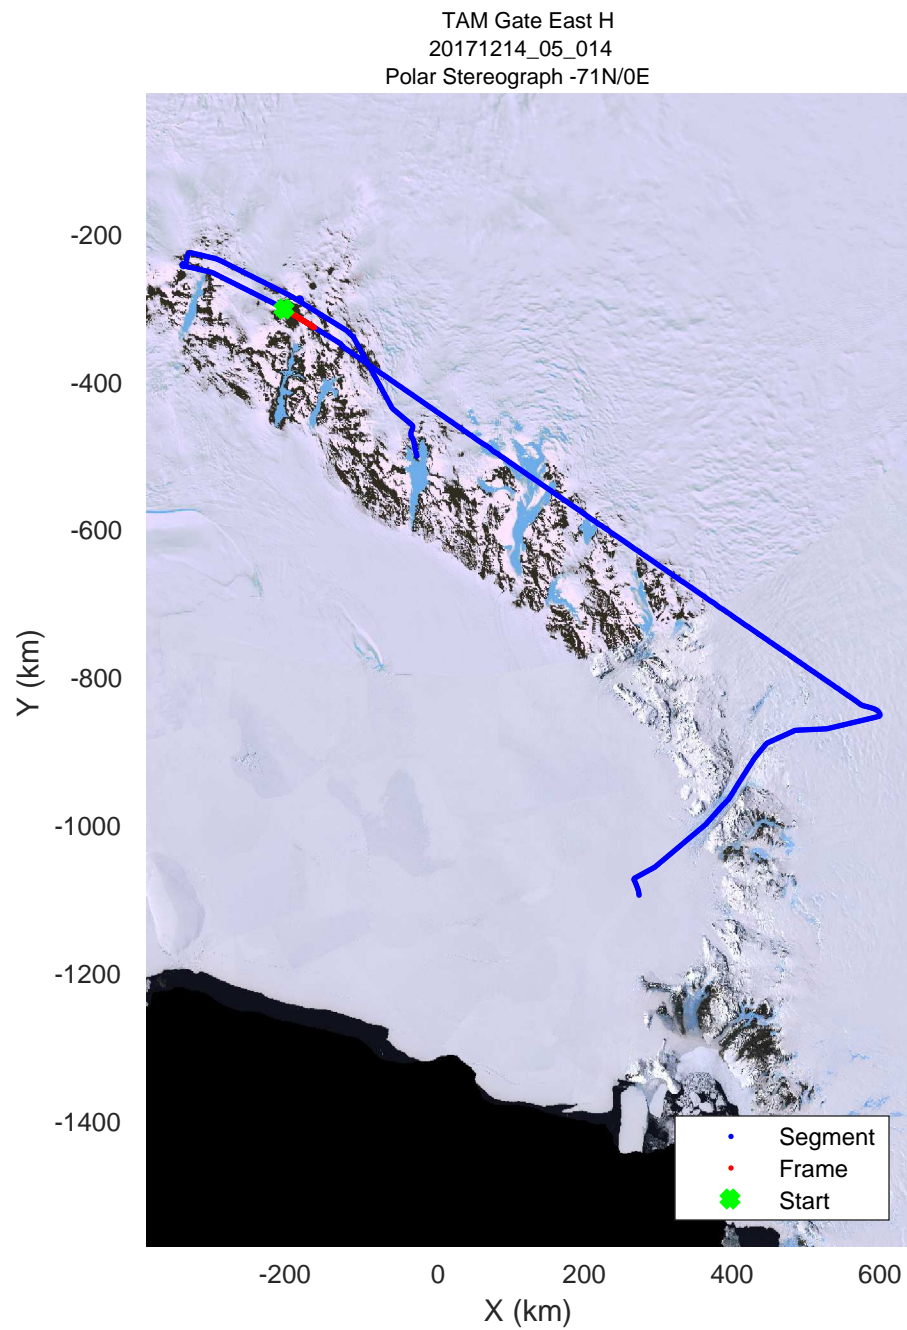 TAM Gate East H
20171214_05_014
Polar Stereograph -71N/0E
-200
-400
-600
-800
-1000
-1200
-1400
Y (km)
-200 0 200 400 600
X (km)
Segment
Frame
Start